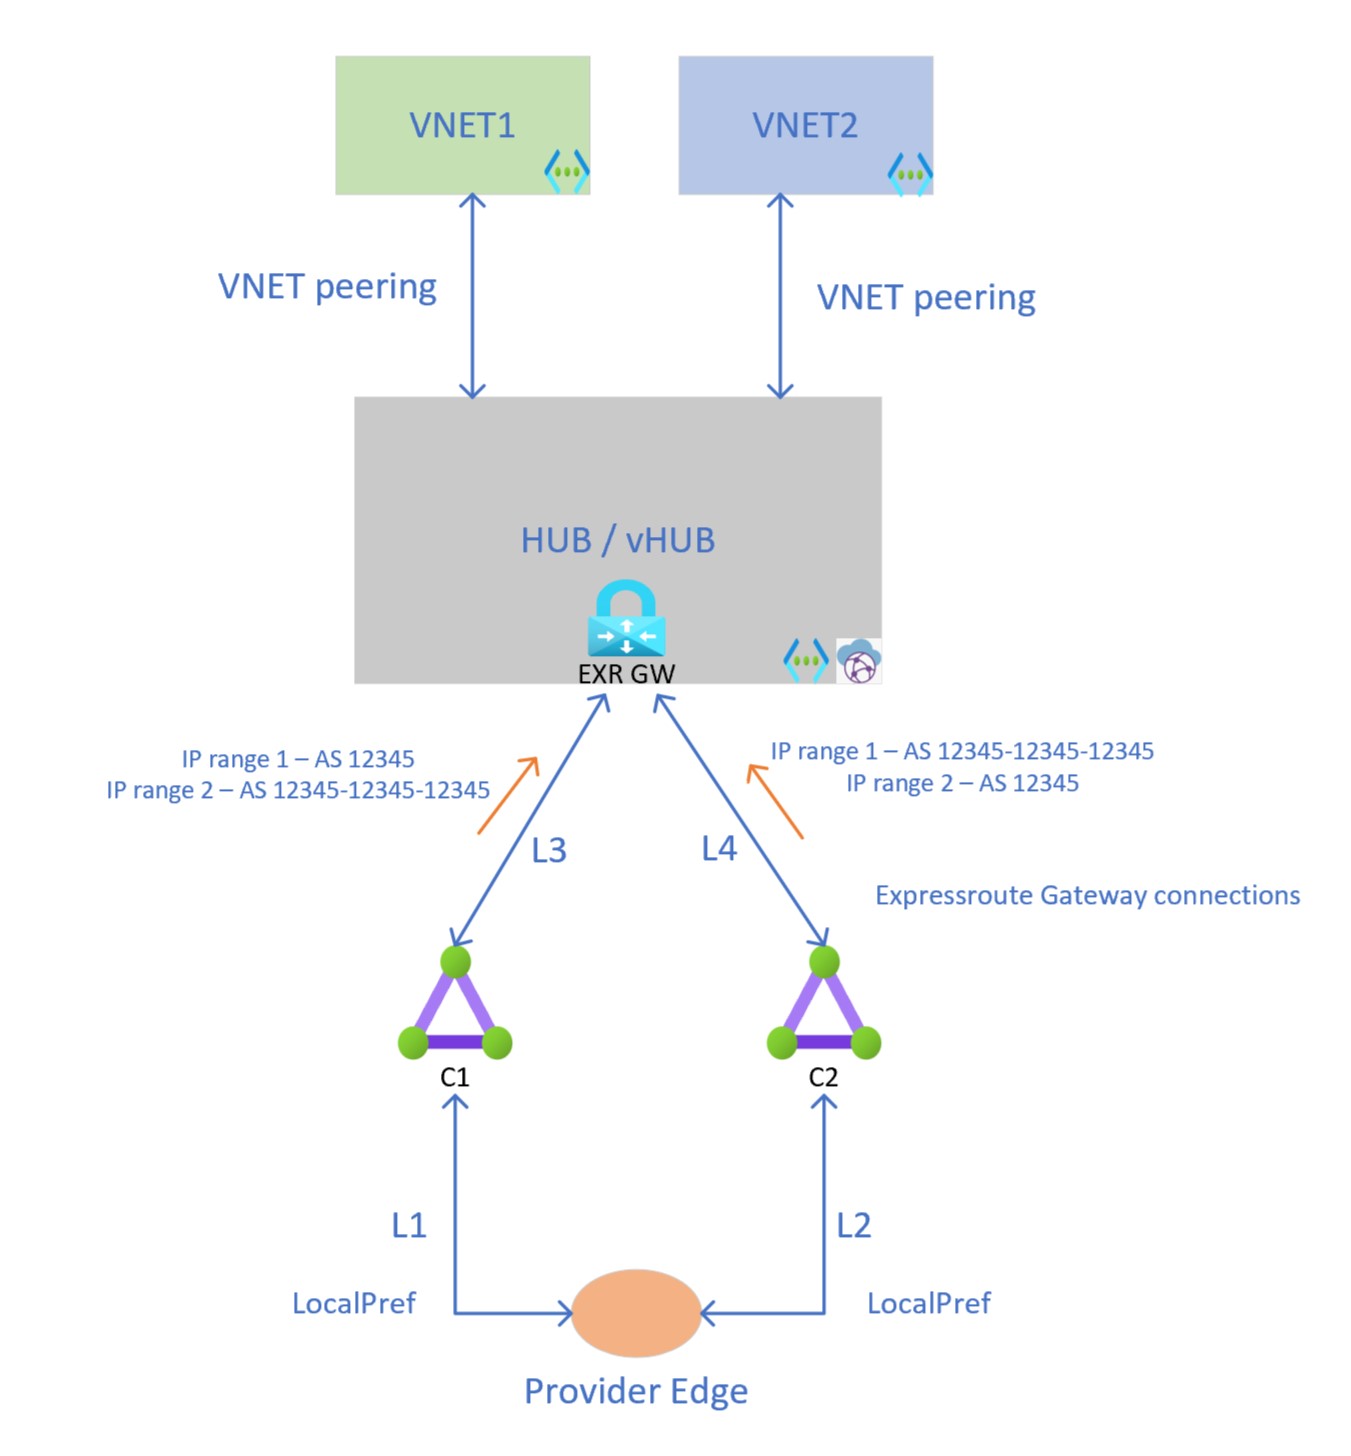 VNET1
VNET2
VNET peering
VNET peering
HUB / vHUB
EXR GW
IP range 1 – AS 12345
IP range 2 – AS 12345-12345-12345
IP range 1 – AS 12345-12345-12345
IP range 2 – AS 12345
L3
L4
Expressroute Gateway connections
C1
C2
L1
L2
LocalPref
LocalPref
Provider Edge